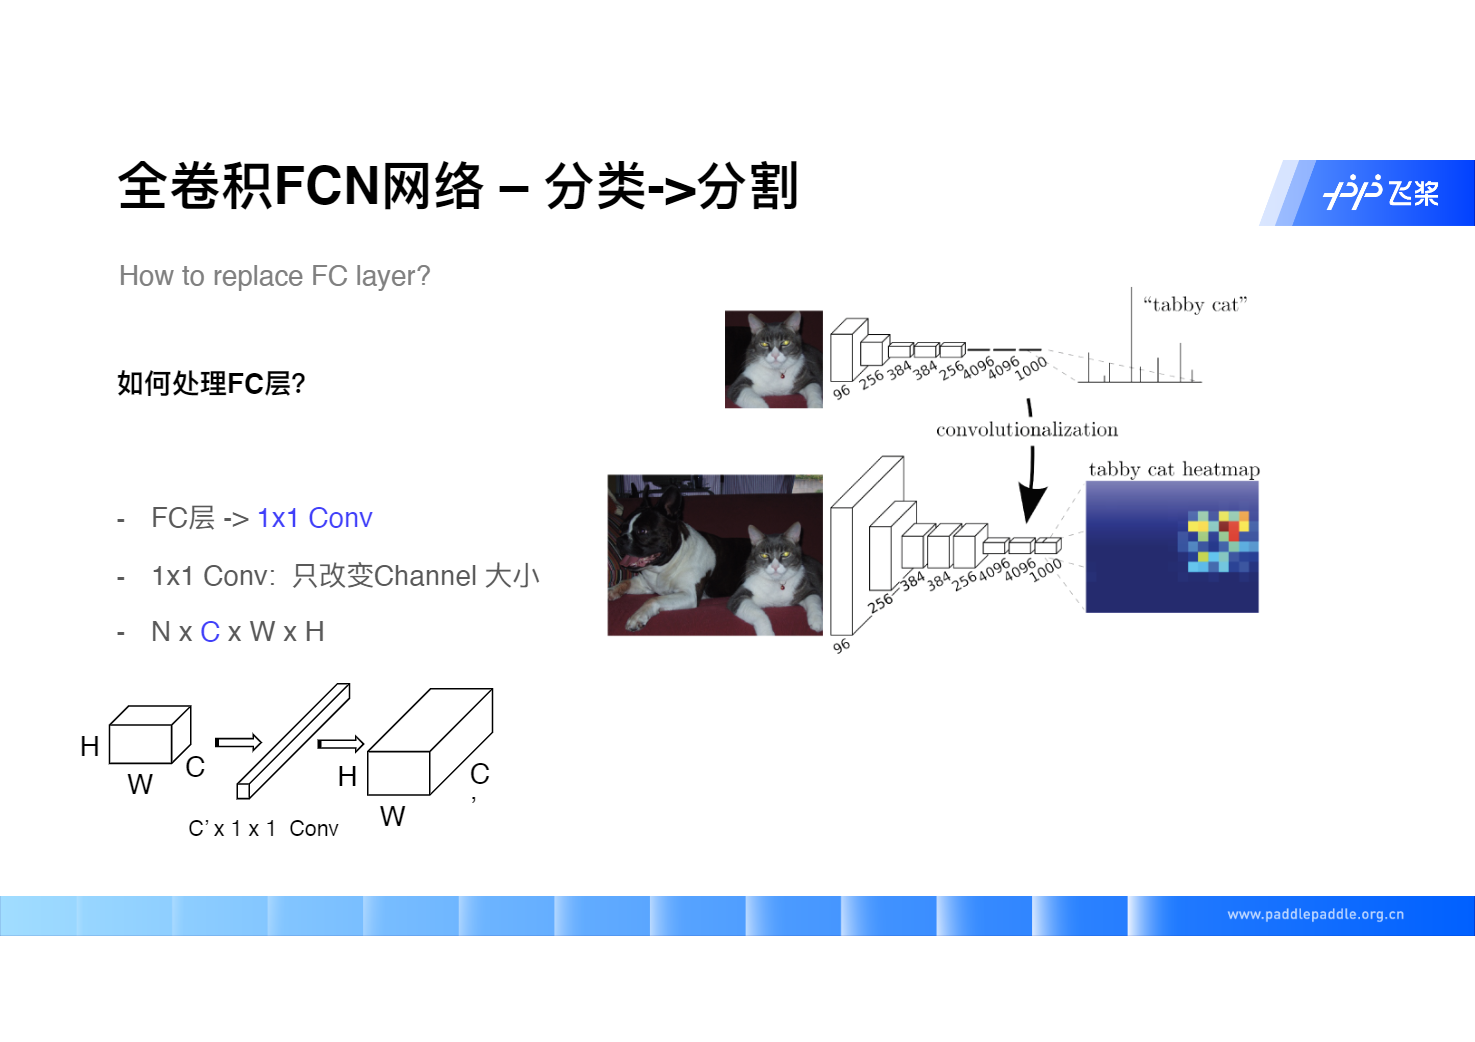 全卷积FCN网络 – 分类->分割
飞桨
How to replace FC layer?
如何处理FC层?
- FC层 -> 1x1 Conv
- 1x1 Conv: 只改变Channel 大小
- N x C x W x H
H
W
C
C’ x 1 x 1 Conv
H
W
C
’
“tabby cat”
96
256
384
384
256
4096
4096
1000
convolutionalization
tabby cat heatmap
96
256
384
384
256
4096
4096
1000
www.paddlepaddle.org.cn